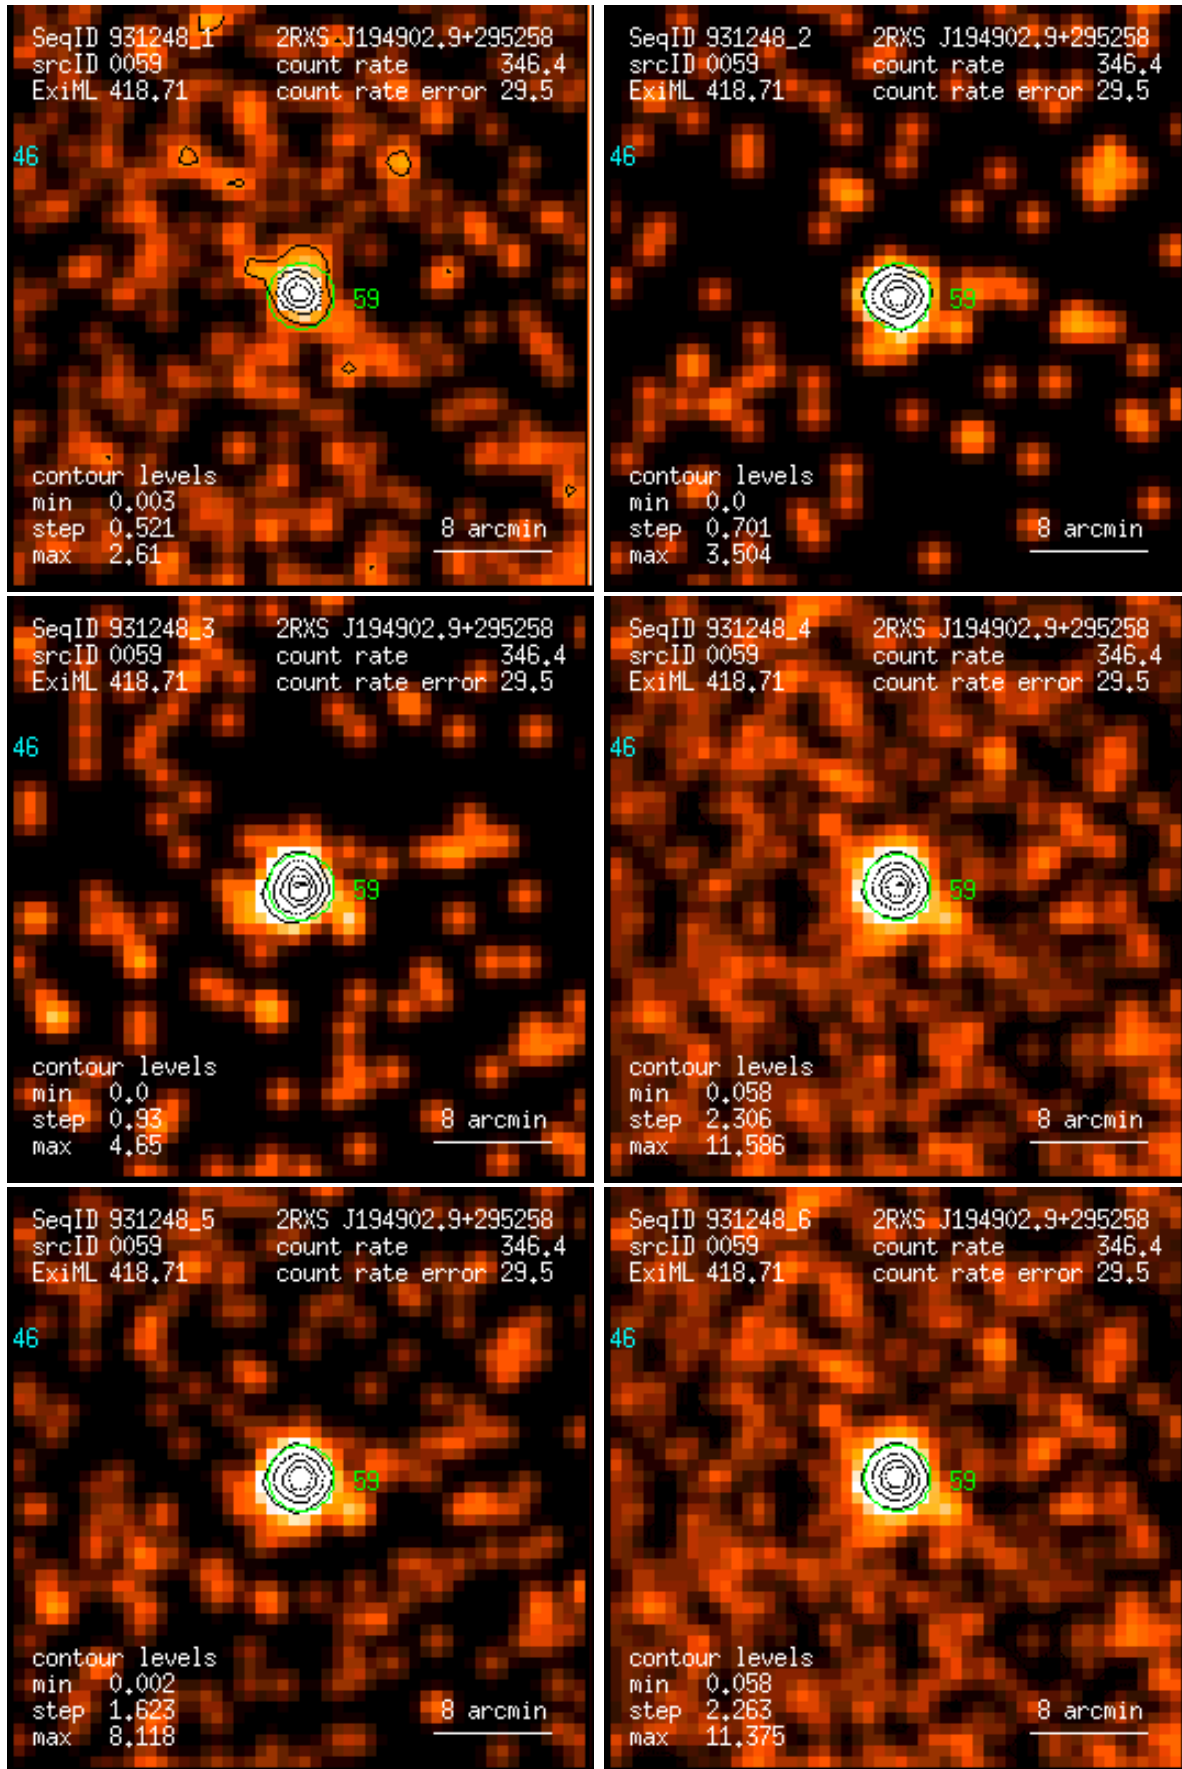 SeqID 931248_1 2RXS J194902.9+295258
srcID 0059 count rate 346.4
ExiML 418.71 count rate error 29.5
46
59
contour levels
min 0.003
step 0.521 8 arcmin
max 2.61
SeqID 931248_2 2RXS J194902.9+295258
srcID 0059 count rate 346.4
ExiML 418.71 count rate error 29.5
46
59
contour levels
min 0.0
step 0.701 8 arcmin
max 3.504
SeqID 931248_3 2RXS J194902.9+295258
srcID 0059 count rate 346.4
ExiML 418.71 count rate error 29.5
46
59
contour levels
min 0.0
step 0.93 8 arcmin
max 4.65
SeqID 931248_4 2RXS J194902.9+295258
srcID 0059 count rate 346.4
ExiML 418.71 count rate error 29.5
46
59
contour levels
min 0.058
step 2.306 8 arcmin
max 11.586
SeqID 931248_5 2RXS J194902.9+295258
srcID 0059 count rate 346.4
ExiML 418.71 count rate error 29.5
46
59
contour levels
min 0.002
step 1.623 8 arcmin
max 8.118
SeqID 931248_6 2RXS J194902.9+295258
srcID 0059 count rate 346.4
ExiML 418.71 count rate error 29.5
46
59
contour levels
min 0.058
step 2.263 8 arcmin
max 11.375